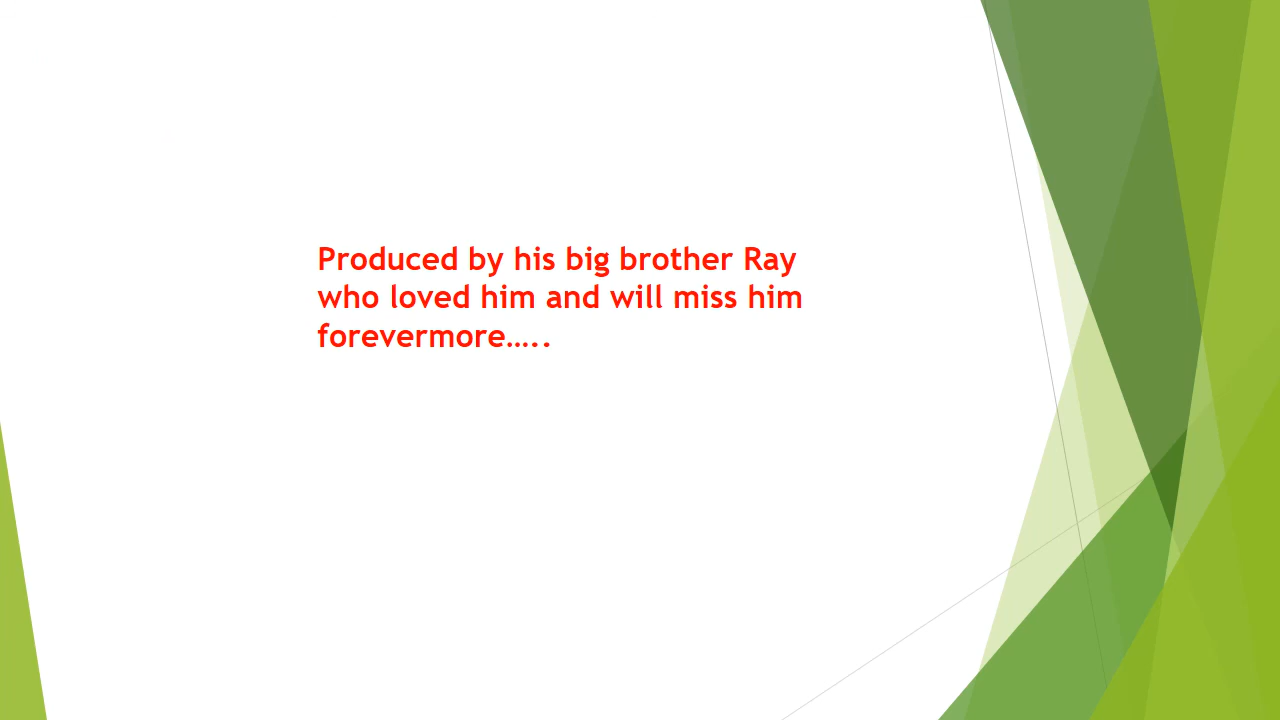 Produced by his big brother Ray
who loved him and will miss him
forevermore…..